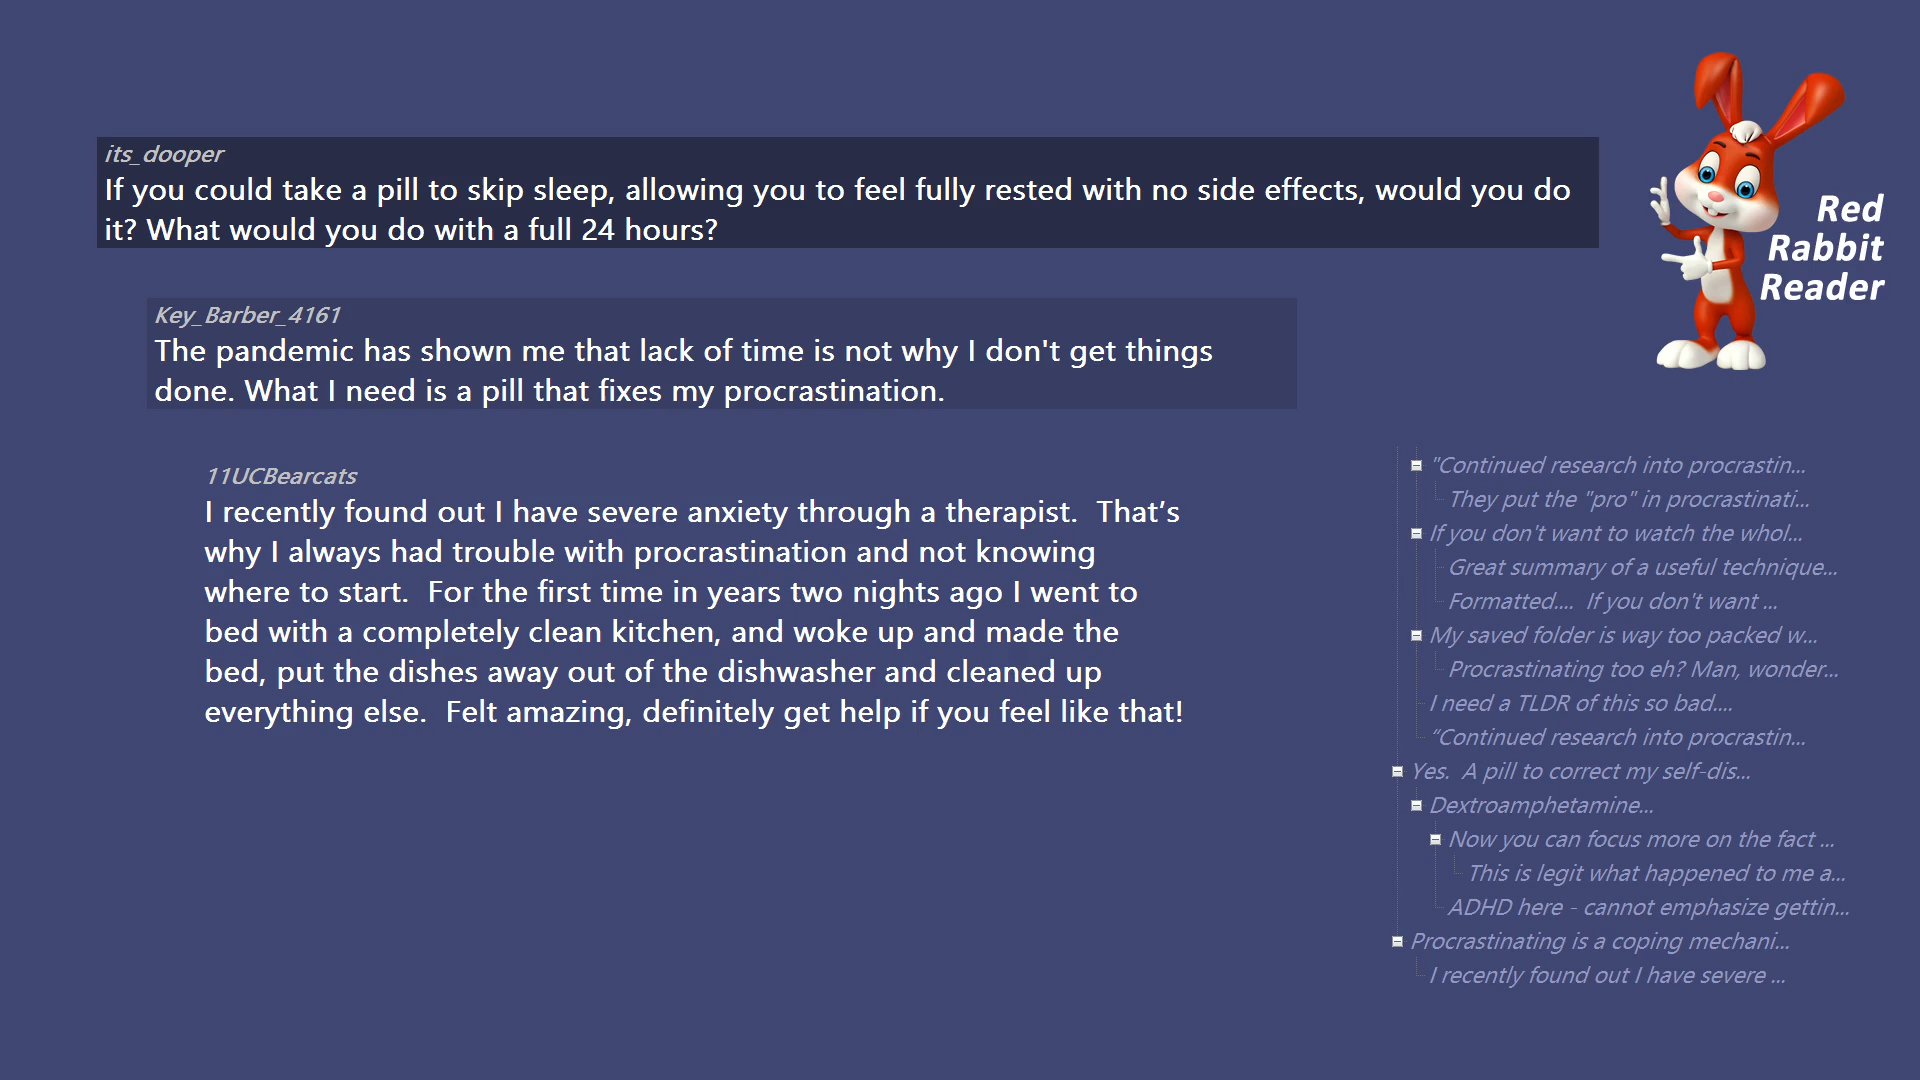 its_dooper
If you could take a pill to skip sleep, allowing you to feel fully rested with no side effects, would you do
it? What would you do with a full 24 hours?
Red
Rabbit
Reader
Key_Barber_4161
The pandemic has shown me that lack of time is not why I don't get things
done. What I need is a pill that fixes my procrastination.
11UCBearcats
I recently found out I have severe anxiety through a therapist.  That’s
why I always had trouble with procrastination and not knowing
where to start.  For the first time in years two nights ago I went to
bed with a completely clean kitchen, and woke up and made the
bed, put the dishes away out of the dishwasher and cleaned up
everything else.  Felt amazing, definitely get help if you feel like that!
"Continued research into procrastin...
They put the "pro" in procrastinati...
If you don't want to watch the whol...
Great summary of a useful technique...
Formatted....  If you don't want ...
My saved folder is way too packed w...
Procrastinating too eh? Man, wonder...
I need a TLDR of this so bad....
“Continued research into procrastin...
Yes.  A pill to correct my self-dis...
Dextroamphetamine...
Now you can focus more on the fact ...
This is legit what happened to me a...
ADHD here - cannot emphasize gettin...
Procrastinating is a coping mechani...
I recently found out I have severe ...